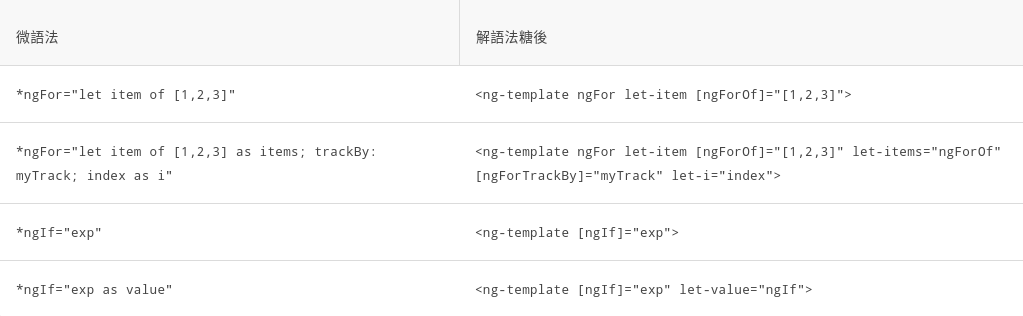 微語法
解語法糖後
*ngFor="let item of [1,2,3]"
<ng-template ngFor let-item [ngForOf]="[1,2,3]">
*ngFor="let item of [1,2,3] as items; trackBy:
myTrack; index as i"
<ng-template ngFor let-item [ngForOf]="[1,2,3]" let-items="ngForOf"
[ngForTrackBy]="myTrack" let-i="index">
*ngIf="exp"
<ng-template [ngIf]="exp">
*ngIf="exp as value"
<ng-template [ngIf]="exp" let-value="ngIf">